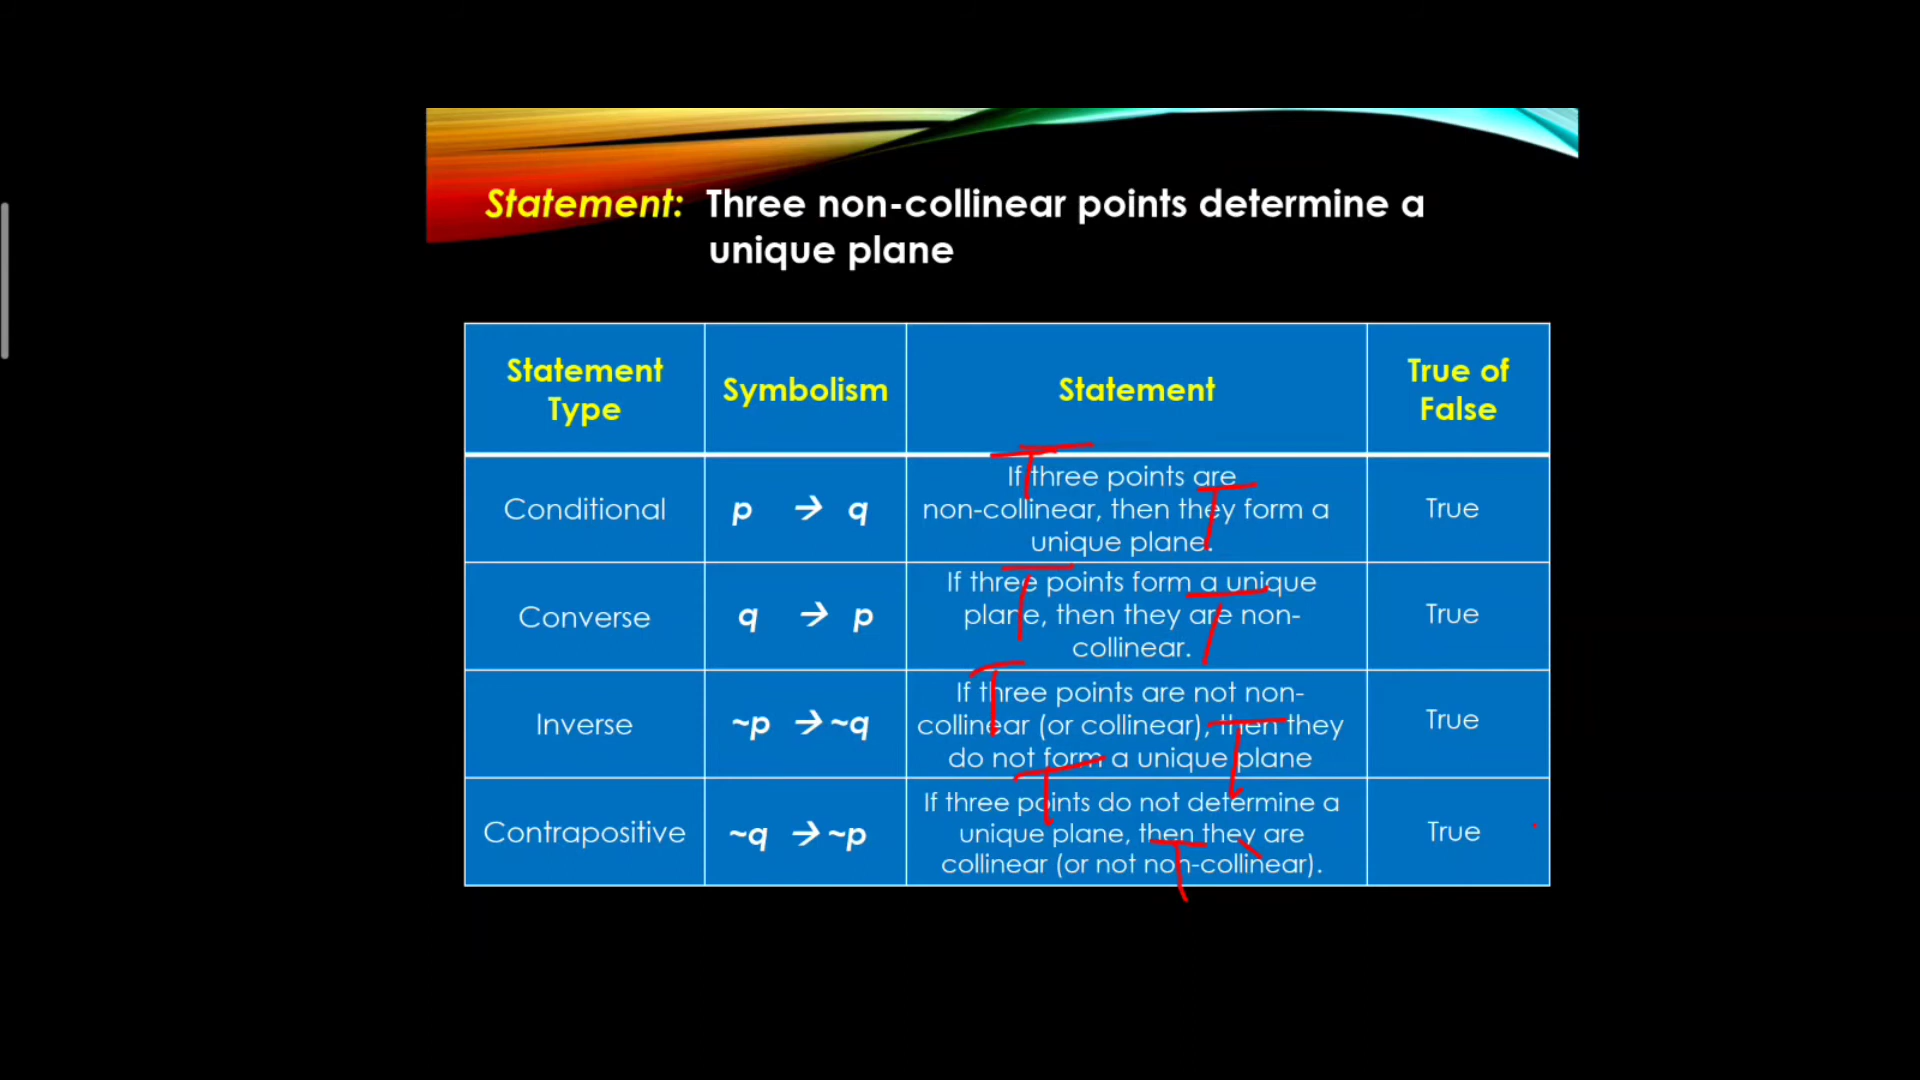 Statement: Three non-collinear points determine a
unique plane
Statement
Type
Symbolism
Statement
True of
False
Conditional
p → q
If three points are
non-collinear, then they form a
unique plane.
True
Converse
q → p
If three points form a unique
plane, then they are non-
collinear.
True
Inverse
~p → ~q
If three points are not non-
collinear (or collinear), then they
do not form a unique plane
True
Contrapositive
~q → ~p
If three points do not determine a
unique plane, then they are
collinear (or not non-collinear).
True
T
T
T
T
T
T
T
T